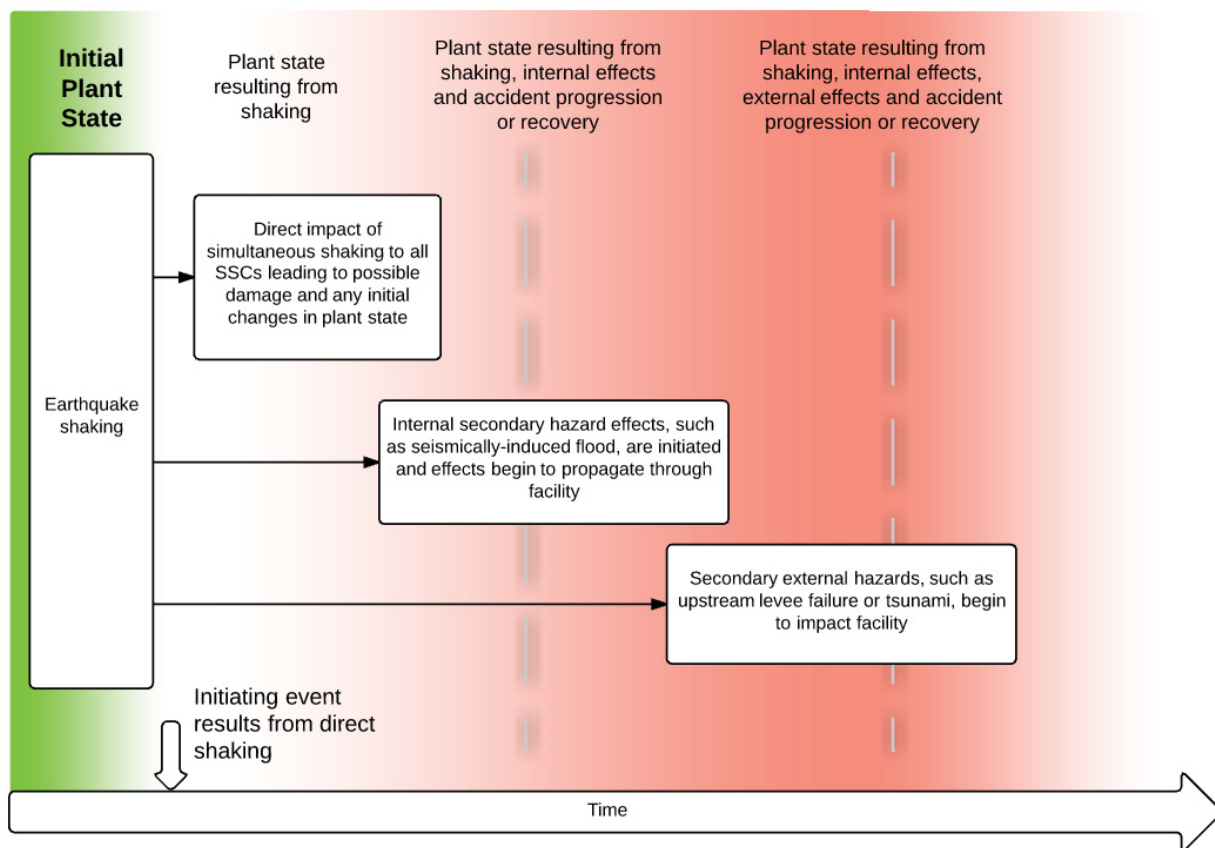 Initial
Plant
State
Plant state
resulting from
shaking
Plant state resulting from
shaking, internal effects
and accident progression
or recovery
Plant state resulting from
shaking, internal effects,
external effects and accident
progression or recovery
Earthquake
shaking
Direct impact of
simultaneous shaking to all
SSCs leading to possible
damage and any initial
changes in plant state
Internal secondary hazard effects, such
as seismically-induced flood, are initiated
and effects begin to propagate through
facility
Secondary external hazards, such as
upstream levee failure or tsunami, begin
to impact facility
Initiating event
results from direct
shaking
Time